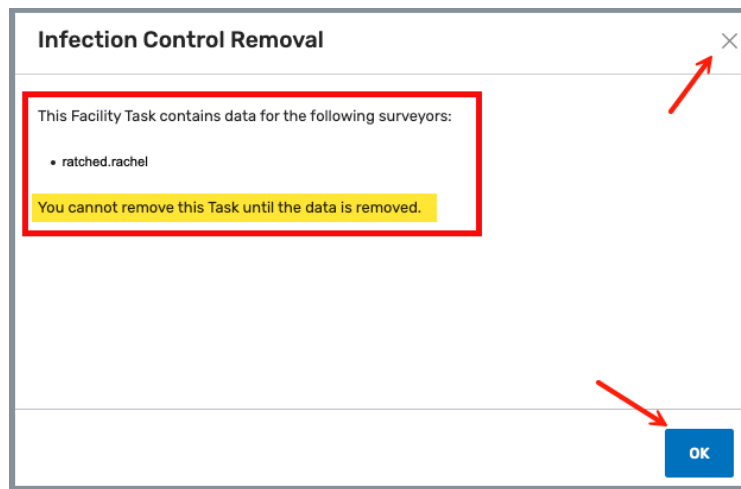 Infection Control Removal
This Facility Task contains data for the following surveyors:
• ratched.rachel
You cannot remove this Task until the data is removed.
OK